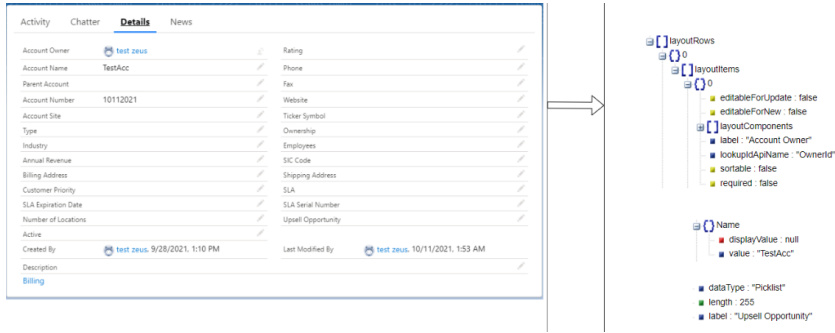 Activity Chatter Details News
Account Owner test zeus Rating
Account Name TestAcc Phone
Parent Account Fax
Account Number 10112021 Website
Account Site Ticker Symbol
Type Ownership
Industry Employees
Annual Revenue SIC Code
Billing Address Shipping Address
Customer Priority SLA
SLA Expiration Date SLA Serial Number
Number of Locations Upsell Opportunity
Active
Created By test zeus, 9/28/2021, 1:10 PM Last Modified By test zeus, 10/11/2021, 1:53 AM
Description
Billing
[ ] layoutRows
{ } 0
[ ] layoutItems
{ } 0
editableForUpdate : false
editableForNew : false
[ ] layoutComponents
label : "Account Owner"
lookupIdApiName : "OwnerId"
sortable : false
required : false
{ } Name
displayValue : null
value : "TestAcc"
dataType : "Picklist"
length : 255
label : "Upsell Opportunity"